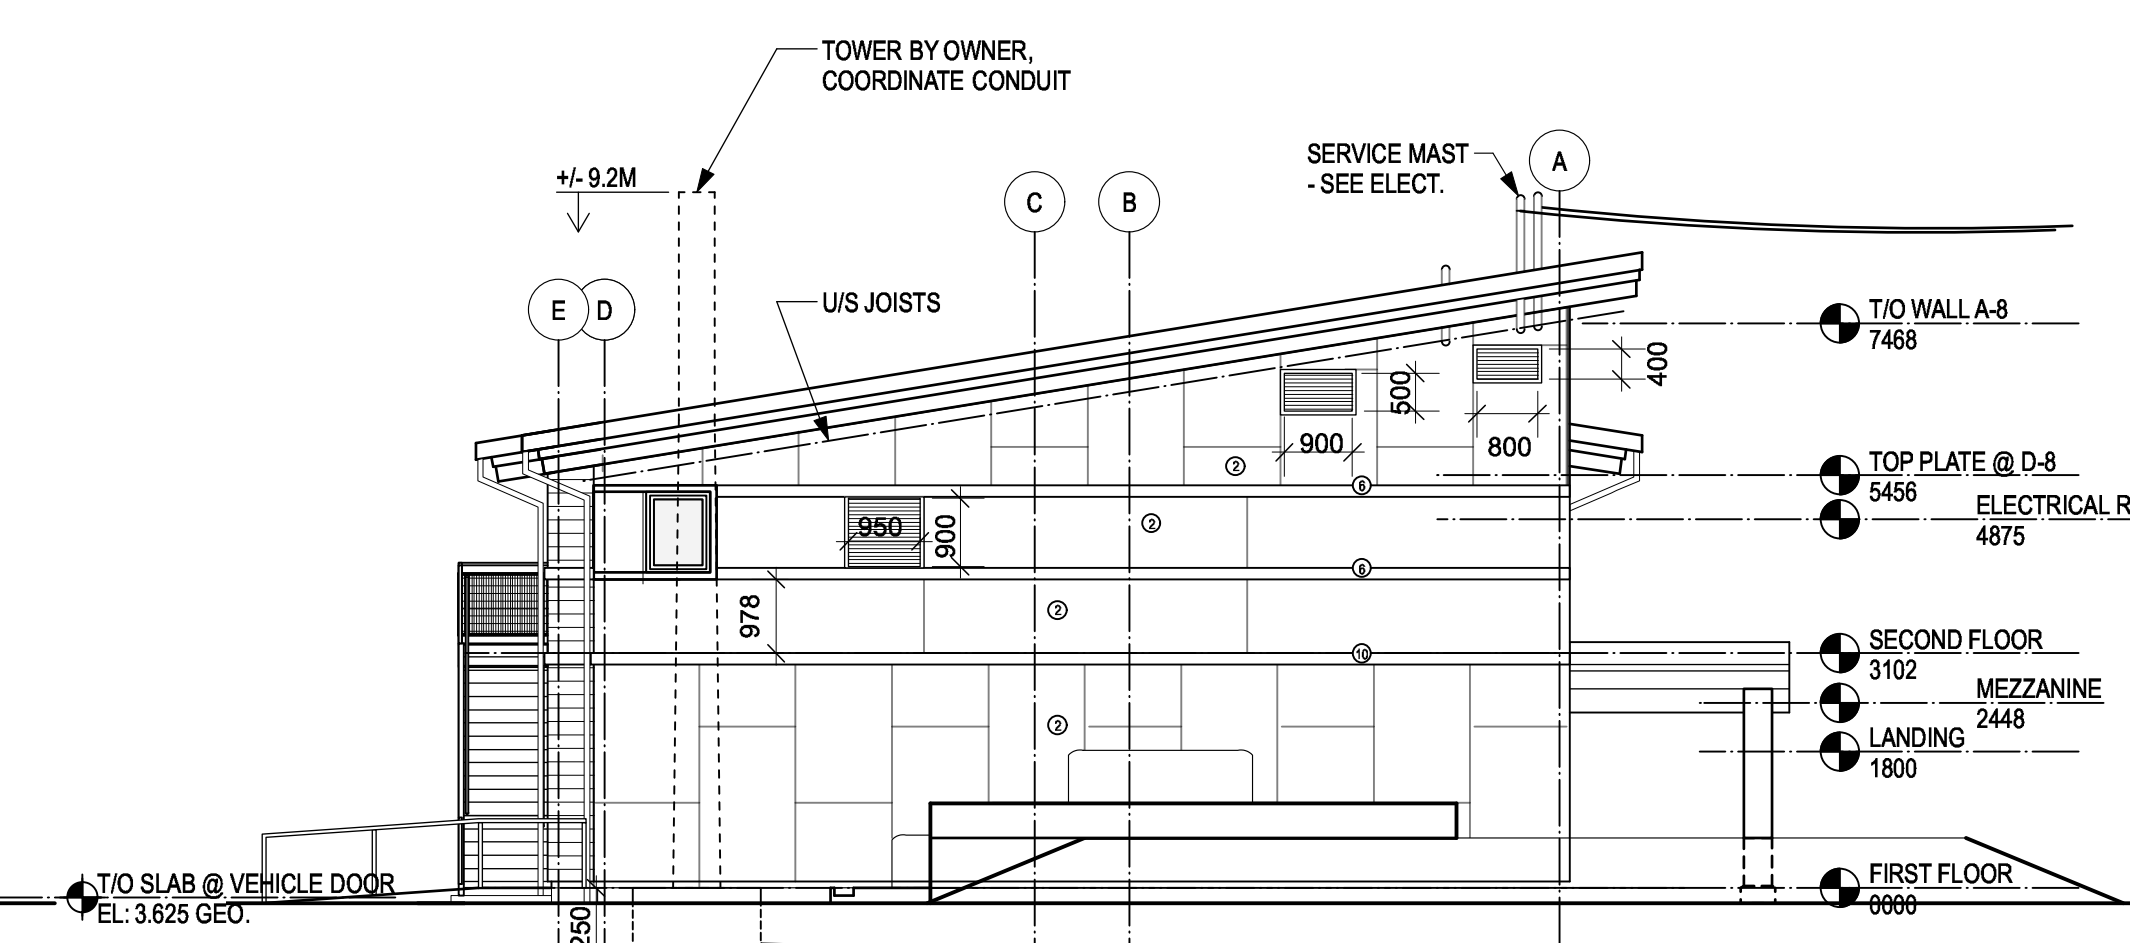 TOWER BY OWNER,
COORDINATE CONDUIT
SERVICE MAST
- SEE ELECT.
A
+/- 9.2M
C
B
E
D
U/S JOISTS
T/O WALL A-8
7468
400
500
900
800
2
TOP PLATE @ D-8
5456
6
ELECTRICAL R
4875
950
900
2
6
978
2
SECOND FLOOR
3102
10
MEZZANINE
2448
2
LANDING
1800
T/O SLAB @ VEHICLE DOOR
EL: 3.625 GEO.
FIRST FLOOR
0000
250